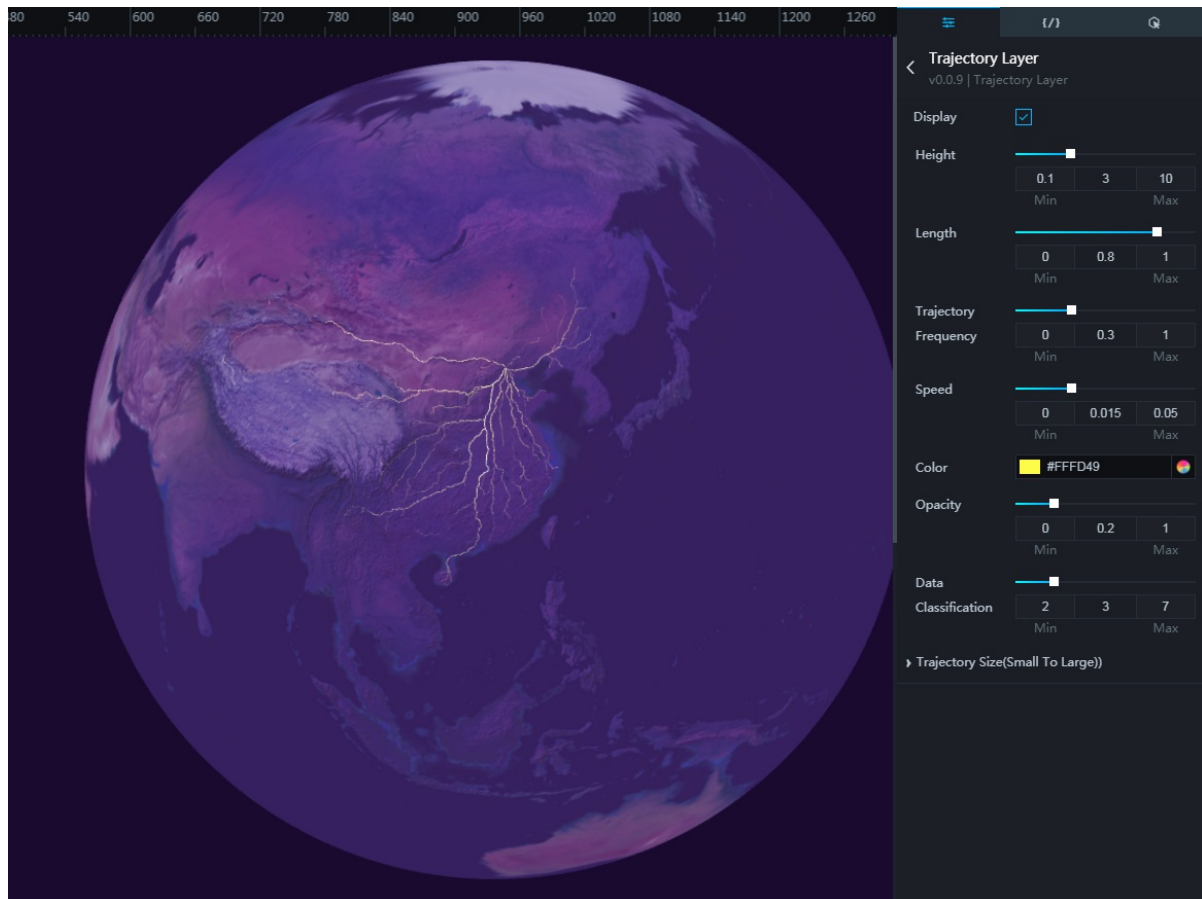 540 600 660 720 780 840 900 960 1020 1080 1140 1200 1260
{/}
Trajectory Layer
v0.0.9 | Trajectory Layer
Display
Height
0.1 3 10
Min Max
Length
0 0.8 1
Min Max
Trajectory
Frequency 0 0.3 1
Min Max
Speed
0 0.015 0.05
Min Max
Color #FFFD49
Opacity
0 0.2 1
Min Max
Data
Classification 2 3 7
Min Max
Trajectory Size(Small To Large))